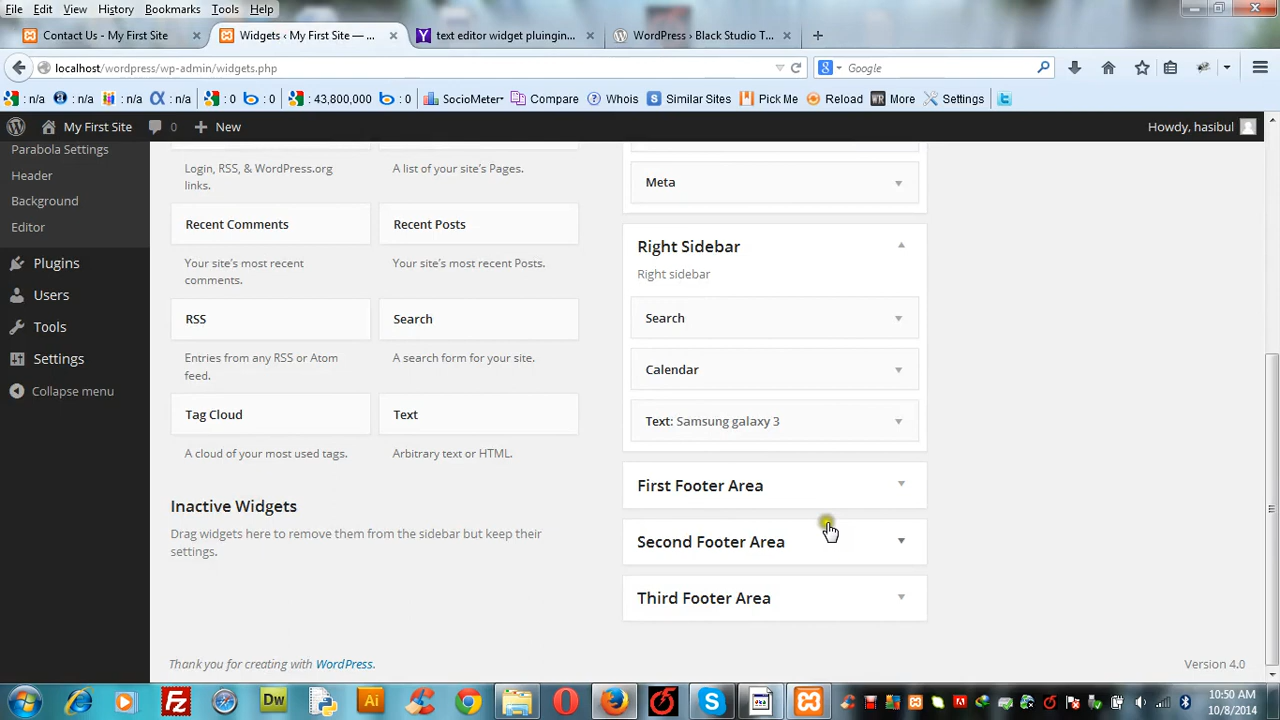 File Edit View History Bookmarks Tools Help
Contact Us - My First Site — × Widgets ‹ My First Site — ... × text editor widget pluinging... × WordPress › Black Studio T... × +
localhost/wordpress/wp-admin/widgets.php
Google
: n/a : n/a : n/a : n/a : 0 : 0 : 43,800,000 : 0 SocioMeter Compare Whois Similar Sites Pick Me Reload More Settings
My First Site 0 + New Howdy, hasibul
Parabola Settings
Header
Background
Editor
Plugins
Users
Tools
Settings
Collapse menu
Login, RSS, & WordPress.org
links.
A list of your site's Pages.
Recent Comments
Recent Posts
Your site's most recent
comments.
Your site's most recent Posts.
RSS
Search
Entries from any RSS or Atom
feed.
A search form for your site.
Tag Cloud
Text
A cloud of your most used tags.
Arbitrary text or HTML.
Inactive Widgets
Drag widgets here to remove them from the sidebar but keep their
settings.
Meta
Right Sidebar
Right sidebar
Search
Calendar
Text: Samsung galaxy 3
First Footer Area
Second Footer Area
Third Footer Area
Thank you for creating with WordPress.
Version 4.0
10:50 AM
10/8/2014